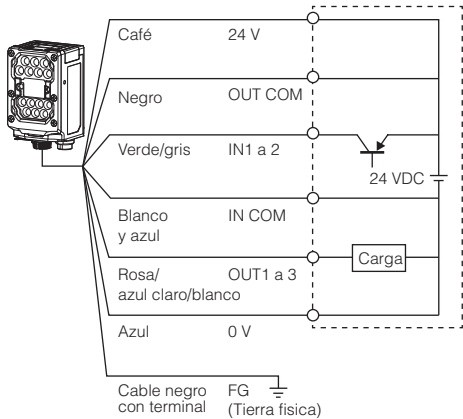 Café 24 V
Negro OUT COM
Verde/gris IN1 a 2
24 VDC
Blanco IN COM
y azul
Carga
Rosa/ OUT1 a 3
azul claro/blanco
Azul 0 V
Cable negro FG
con terminal (Tierra fisica)